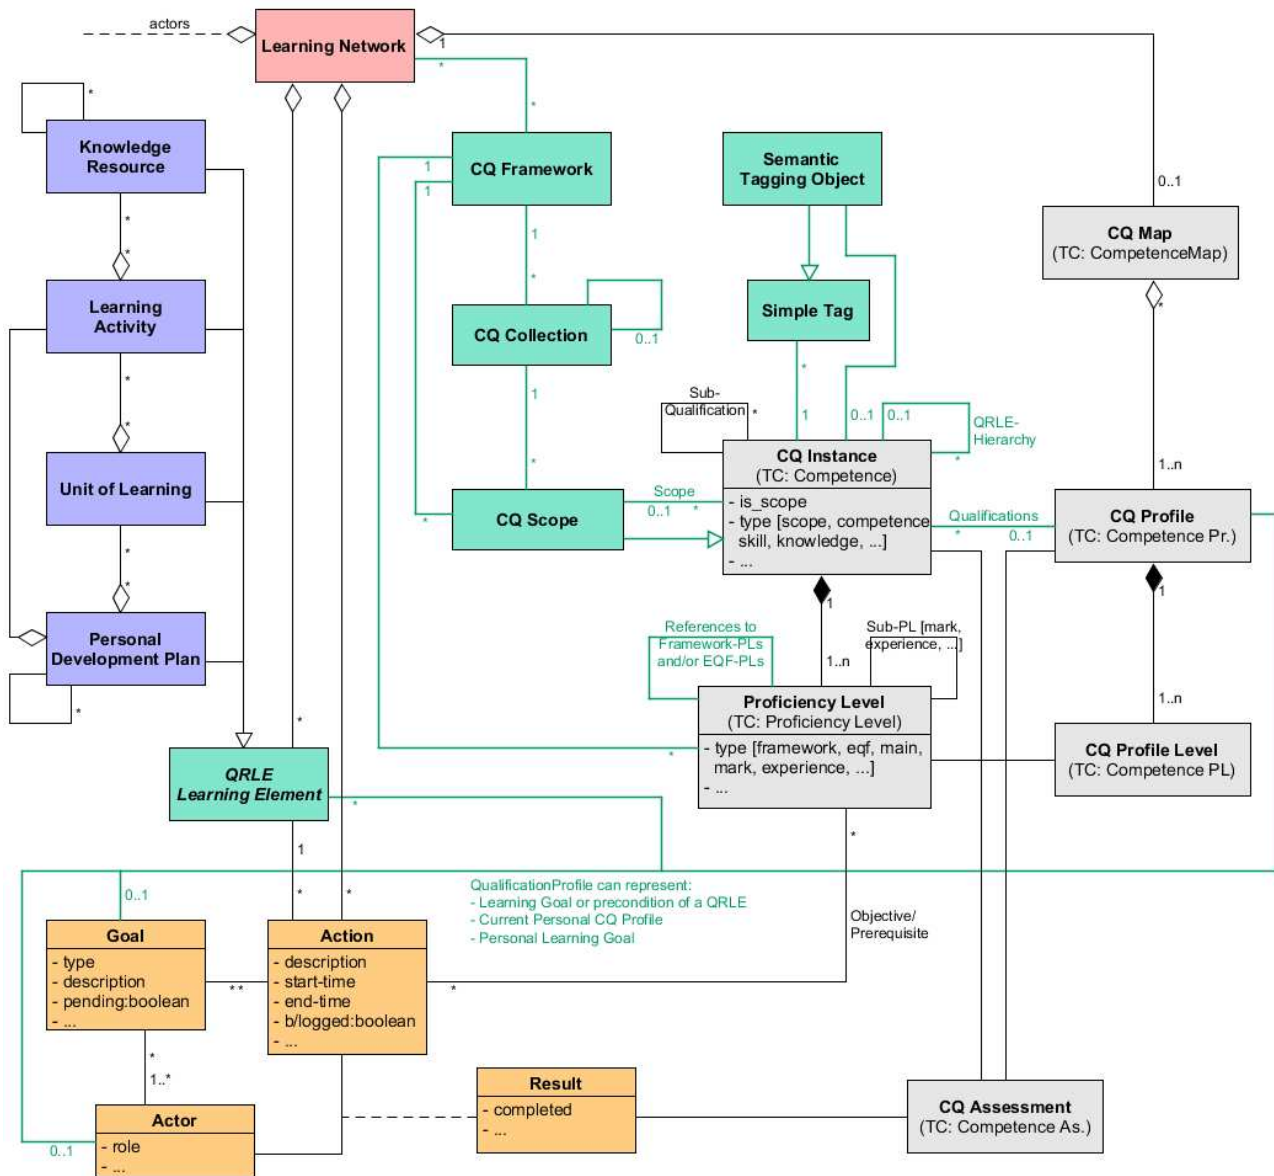 actors
Learning Network
1
*
*
*
Knowledge
Resource
CQ Framework
1
1
Semantic
Tagging Object
0..1
CQ Map
(TC: CompetenceMap)
*
*
*
1
*
Learning
Activity
CQ Collection
0..1
Simple Tag
*
*
1
*
Sub-
Qualification
*
1
0..1
0..1
QRLE-
Hierarchy
*
1..n
Unit of Learning
*
CQ Scope
*
Scope
0..1
*
CQ Instance
(TC: Competence)
- is_scope
- type [scope, competence
skill, knowledge, ...]
- ...
Qualifications
*
0..1
CQ Profile
(TC: Competence Pr.)
*
*
1
1
Personal
Development Plan
*
References to
Framework-PLs
and/or EQF-PLs
Sub-PL [mark,
experience, ...]
1..n
*
Proficiency Level
(TC: Proficiency Level)
- type [framework, eqf, main,
mark, experience, ...]
- ...
1..n
CQ Profile Level
(TC: Competence PL)
*
*
QRLE
Learning Element
*
1
*
*
*
0..1
QualificationProfile can represent:
- Learning Goal or precondition of a QRLE
- Current Personal CQ Profile
- Personal Learning Goal
Objective/
Prerequisite
Goal
- type
- description
- pending:boolean
- ...
**
Action
- description
- start-time
- end-time
- b/logged:boolean
- ...
*
*
1..*
Actor
- role
- ...
0..1
Result
- completed
- ...
CQ Assessment
(TC: Competence As.)